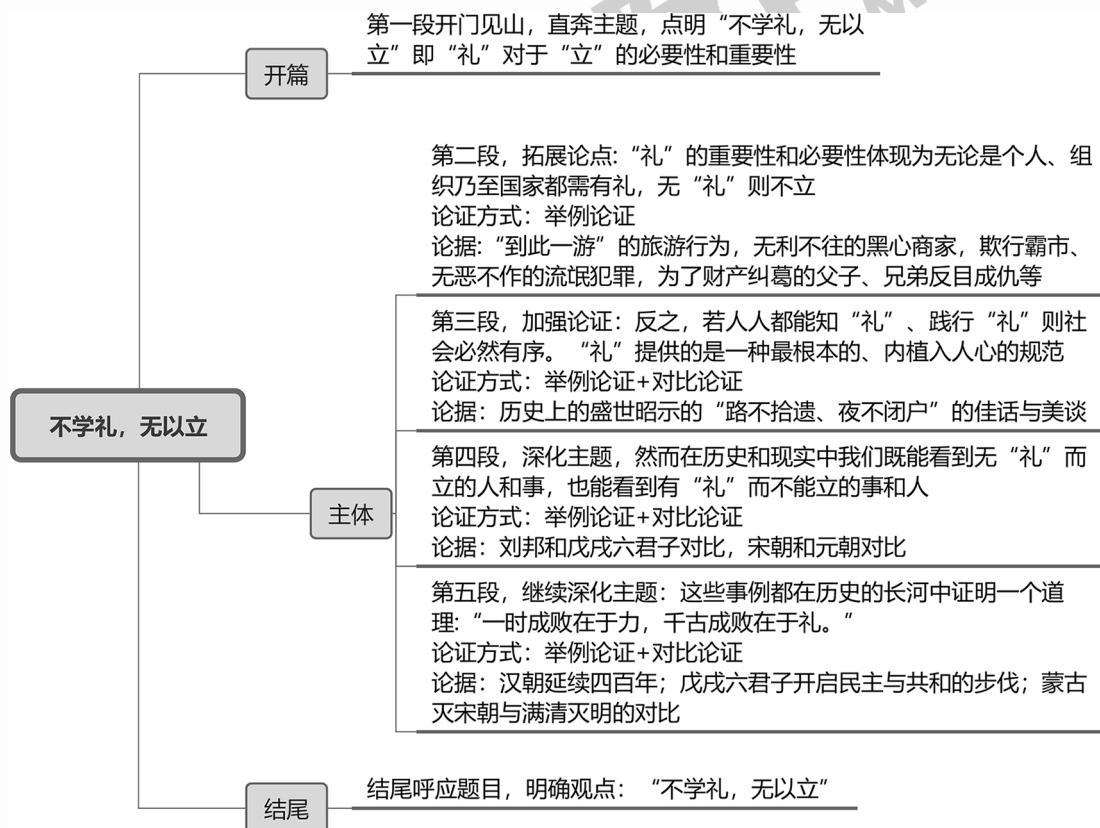 第一段开门见山，直奔主题，点明“不学礼，无以
立”即“礼”对于“立”的必要性和重要性
开篇
第二段，拓展论点：“礼”的重要性和必要性体现为无论是个人、组
织乃至国家都需有礼，无“礼”则不立
论证方式：举例论证
论据：“到此一游”的旅游行为，无利不往的黑心商家，欺行霸市、
无恶不作的流氓犯罪，为了财产纠葛的父子、兄弟反目成仇等
第三段，加强论证：反之，若人人都能知“礼”、践行“礼”则社
会必然有序。“礼”提供的是一种最根本的、内植入人心的规范
论证方式：举例论证+对比论证
论据：历史上的盛世昭示的“路不拾遗、夜不闭户”的佳话与美谈
不学礼，无以立
第四段，深化主题，然而在历史和现实中我们既能看到无“礼”而
立的人和事，也能看到有“礼”而不能立的事和人
论证方式：举例论证+对比论证
论据：刘邦和戊戌六君子对比，宋朝和元朝对比
主体
第五段，继续深化主题：这些事例都在历史的长河中证明一个道
理：“一时成败在于力，千古成败在于礼。”
论证方式：举例论证+对比论证
论据：汉朝延续四百年；戊戌六君子开启民主与共和的步伐；蒙古
灭宋朝与满清灭明的对比
结尾呼应题目，明确观点：“不学礼，无以立”
结尾